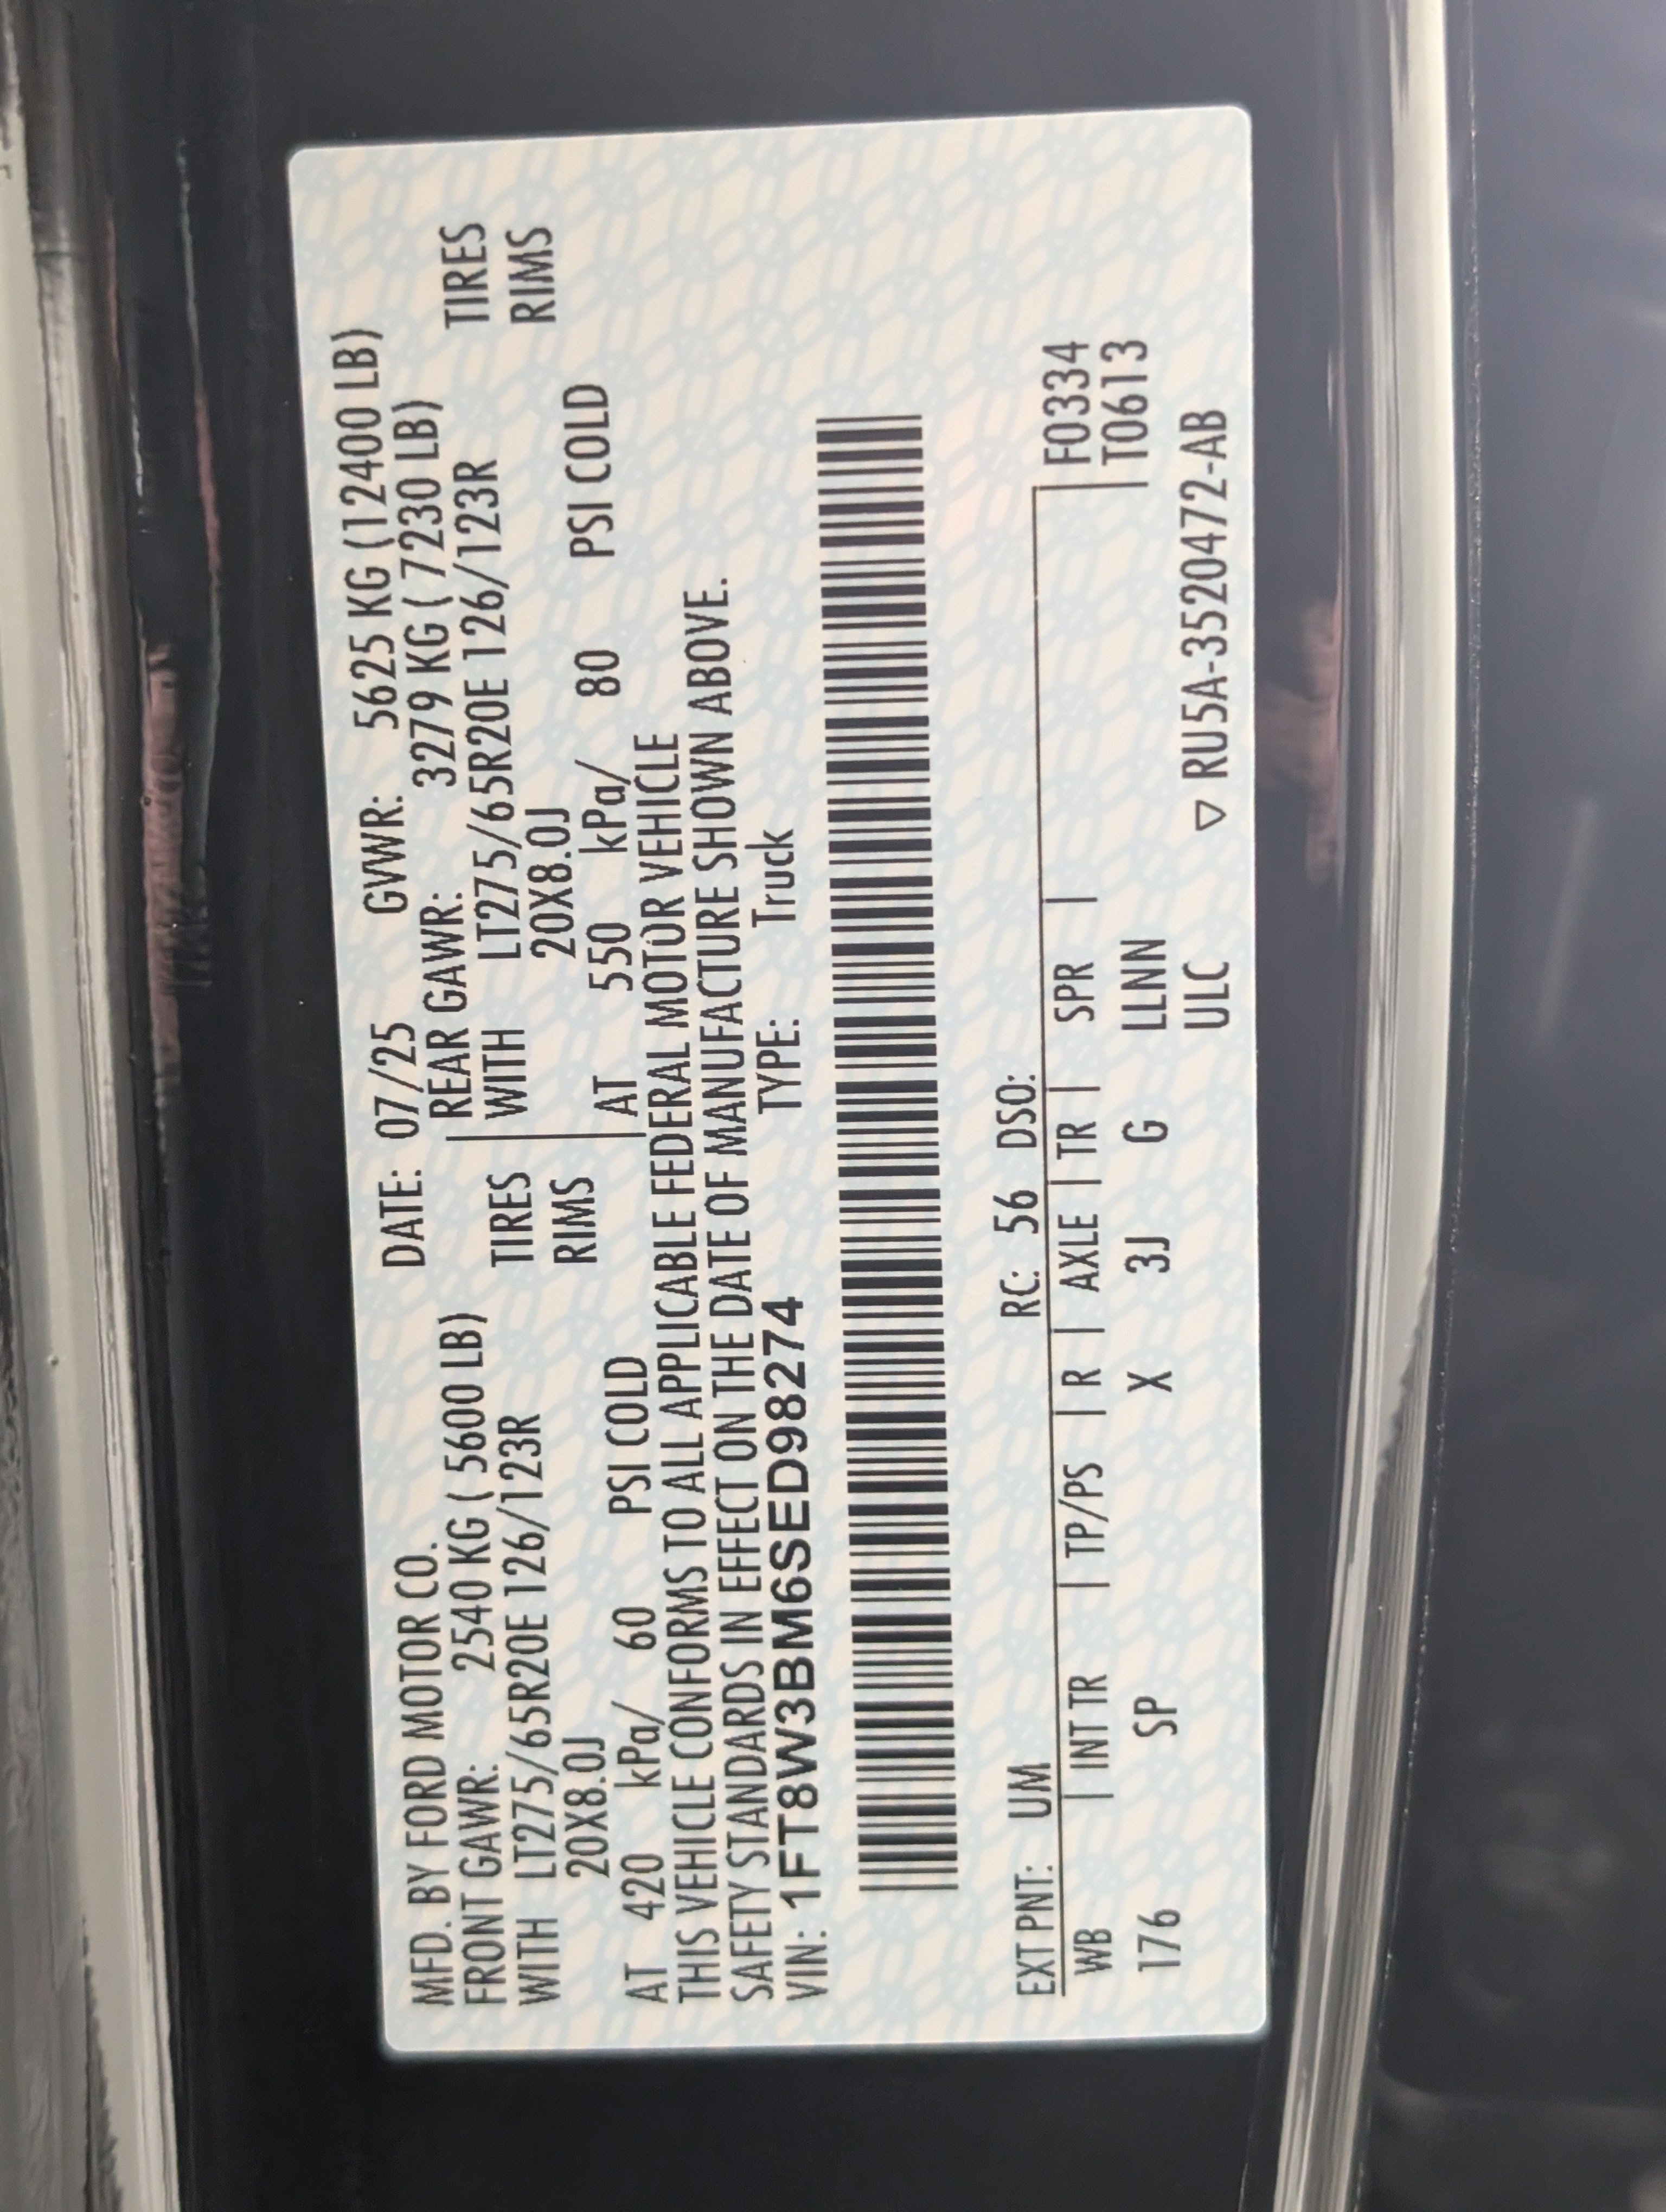 MFD. BY FORD MOTOR CO. DATE: 07/25 GVWR: 5625 KG (12400 LB)
FRONT GAWR: 2540 KG ( 5600 LB) REAR GAWR: 3279 KG ( 7230 LB)
WITH LT275/65R20E 126/123R TIRES WITH LT275/65R20E 126/123R TIRES
20X8.0J RIMS 20X8.0J RIMS
AT 420 kPa/ 60 PSI COLD AT 550 kPa/ 80 PSI COLD
THIS VEHICLE CONFORMS TO ALL APPLICABLE FEDERAL MOTOR VEHICLE
SAFETY STANDARDS IN EFFECT ON THE DATE OF MANUFACTURE SHOWN ABOVE.
VIN: 1FT8W3BM6SED98274 TYPE: Truck
EXT PNT: UM RC: 56 DSO:
WB | INT TR | TP/PS | R | AXLE | TR | SPR | F0334
176 SP X 3J G LLNN T0613
ULC ▽ RU5A-3520472-AB